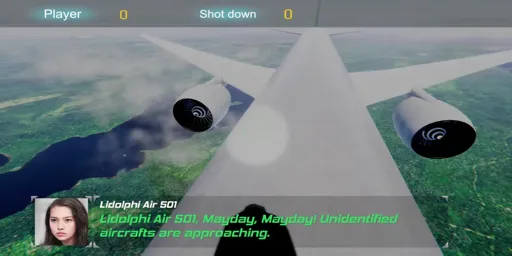 Player 0 Shot down 0
Lidolphi Air 501
Lidolphi Air 501, Mayday, Mayday! Unidentified
aircrafts are approaching.